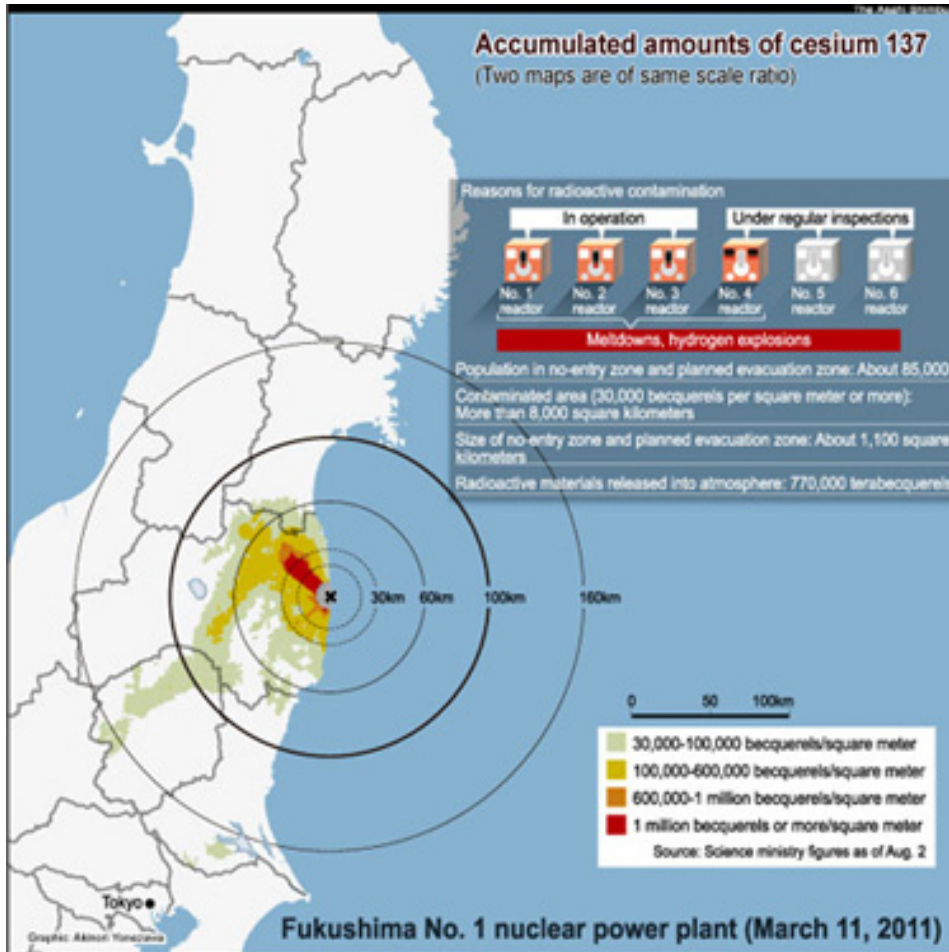 The Asahi Shimbun
Accumulated amounts of cesium 137
(Two maps are of same scale ratio)
Reasons for radioactive contamination
In operation
Under regular inspections
No. 1 reactor
No. 2 reactor
No. 3 reactor
No. 4 reactor
No. 5 reactor
No. 6 reactor
Meltdowns, hydrogen explosions
Population in no-entry zone and planned evacuation zone: About 85,000
Contaminated area (30,000 becquerels per square meter or more):
More than 8,000 square kilometers
Size of no-entry zone and planned evacuation zone: About 1,100 square
kilometers
Radioactive materials released into atmosphere: 770,000 terabecquerels
30km 60km 100km 160km
0 50 100km
30,000-100,000 becquerels/square meter
100,000-600,000 becquerels/square meter
600,000-1 million becquerels/square meter
1 million becquerels or more/square meter
Source: Science ministry figures as of Aug. 2
Tokyo
Graphic: Akinori Yonezawa
Fukushima No. 1 nuclear power plant (March 11, 2011)